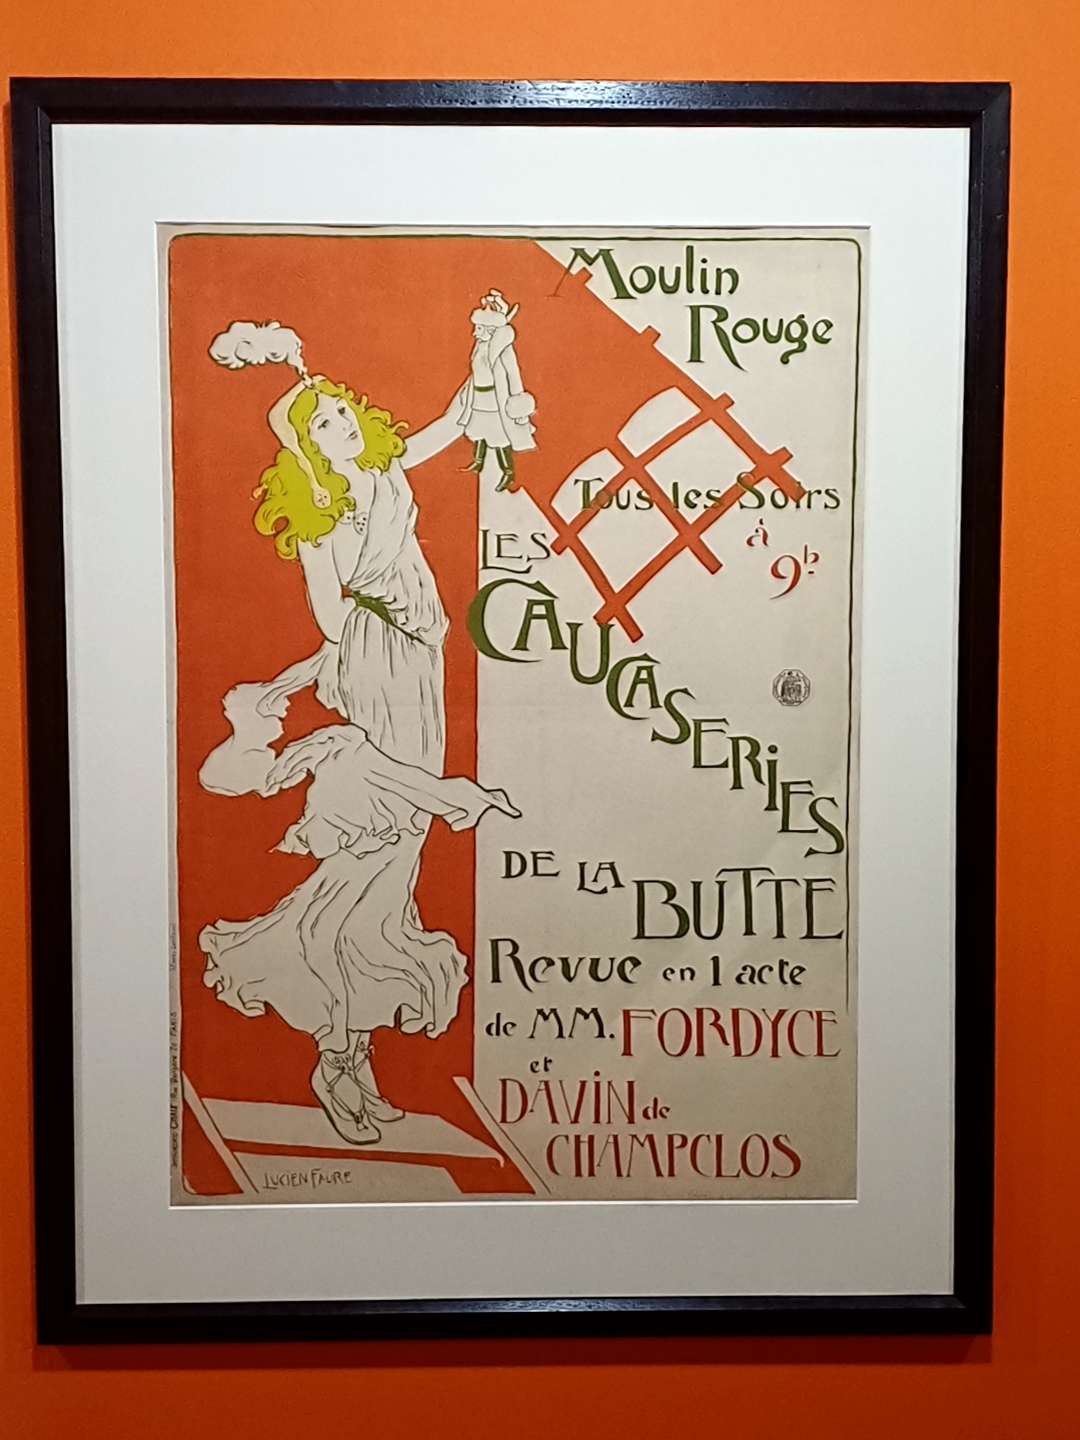 Moulin
Rouge
Tous les Soirs
à
9h
LES
CAUCASERIES
DE LA BUTTE
Revue en 1 acte
de MM. FORDYCE
et
DAVIN de
CHAMPCLOS
LUCIEN FAURE